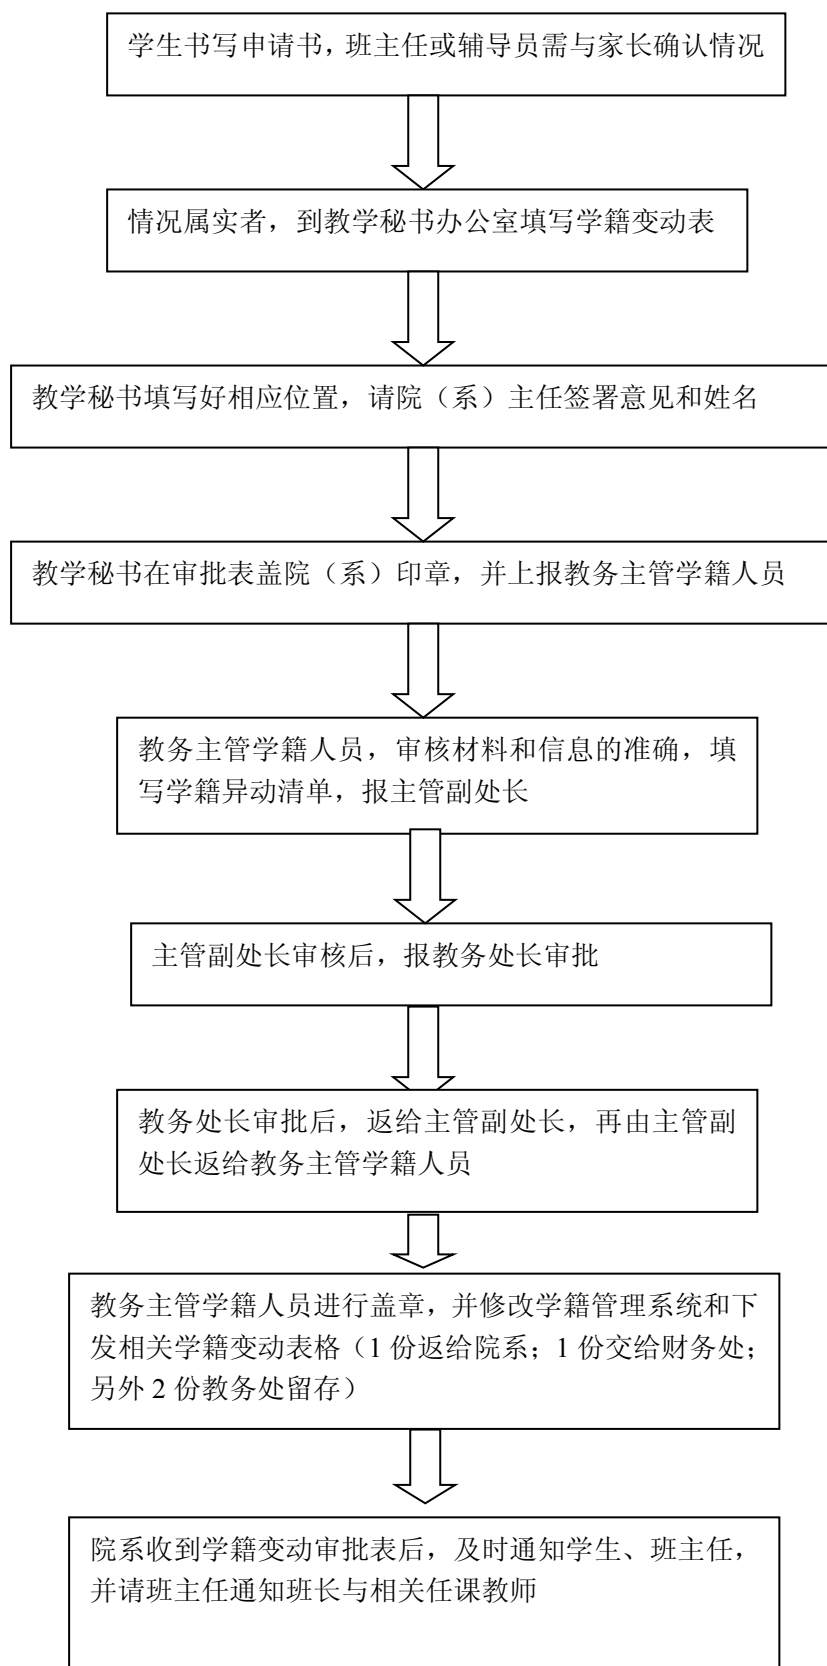 学生书写申请书，班主任或辅导员需与家长确认情况
情况属实者，到教学秘书办公室填写学籍变动表
教学秘书填写好相应位置，请院（系）主任签署意见和姓名
教学秘书在审批表盖院（系）印章，并上报教务主管学籍人员
教务主管学籍人员，审核材料和信息的准确，填
写学籍异动清单，报主管副处长
主管副处长审核后，报教务处长审批
教务处长审批后，返给主管副处长，再由主管副
处长返给教务主管学籍人员
教务主管学籍人员进行盖章，并修改学籍管理系统和下
发相关学籍变动表格（1 份返给院系；1 份交给财务处；
另外 2 份教务处留存）
院系收到学籍变动审批表后，及时通知学生、班主任，
并请班主任通知班长与相关任课教师